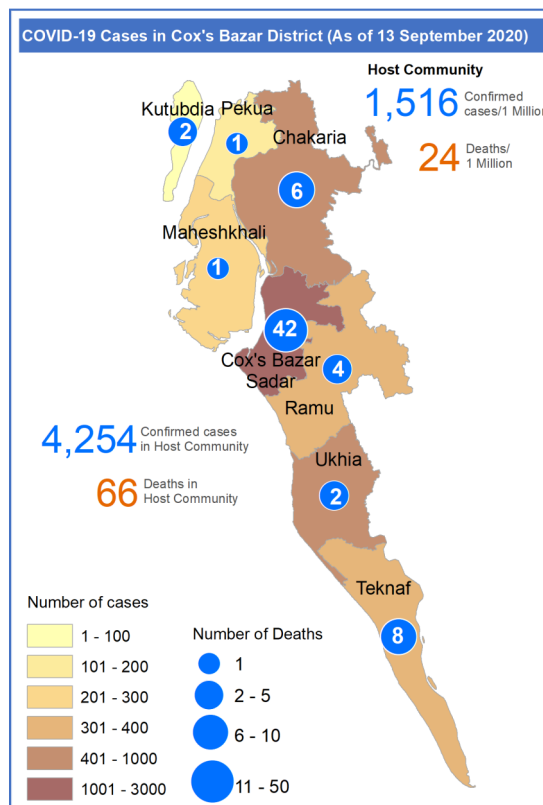 COVID-19 Cases in Cox's Bazar District (As of 13 September 2020)
Host Community
1,516 Confirmed
cases/1 Million
24 Deaths/
1 Million
Kutubdia
2
Pekua
1
Chakaria
6
Maheshkhali
1
42
Cox's Bazar
Sadar
4
Ramu
4,254 Confirmed cases
in Host Community
66 Deaths in
Host Community
Ukhia
2
Teknaf
8
Number of cases
1 - 100
101 - 200
201 - 300
301 - 400
401 - 1000
1001 - 3000
Number of Deaths
1
2 - 5
6 - 10
11 - 50